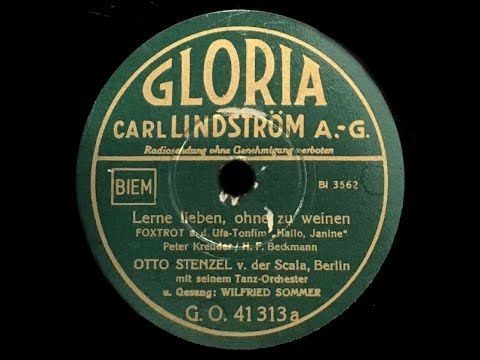 GLORIA
CARL LINDSTRÖM A.-G.
Radiosendung ohne Genehmigung verboten
BIEM
BI 3562
Lerne lieben, ohne zu weinen
FOXTROT a. d. Ufa-Tonfim „Hallo, Janine"
Peter Kreuder / H. F. Beckmann
OTTO STENZEL v. der Scala, Berlin
mit seinem Tanz-Orchester
u. Gesang: WILFRIED SOMMER
G. O. 41 313 a